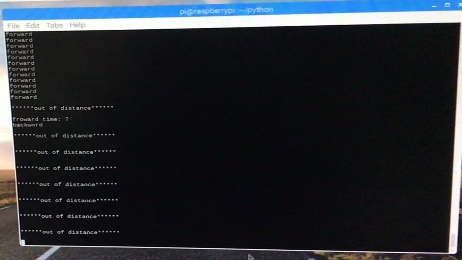 pi@raspberrypi: ~/python
File Edit Tabs Help
forward
forward
forward
forward
forward
forward
forward
forward
forward
forward
forward
forward
******out of distance******
froward time: 7
backword
******out of distance******
******out of distance******
******out of distance******
******out of distance******
******out of distance******
******out of distance******
******out of distance******